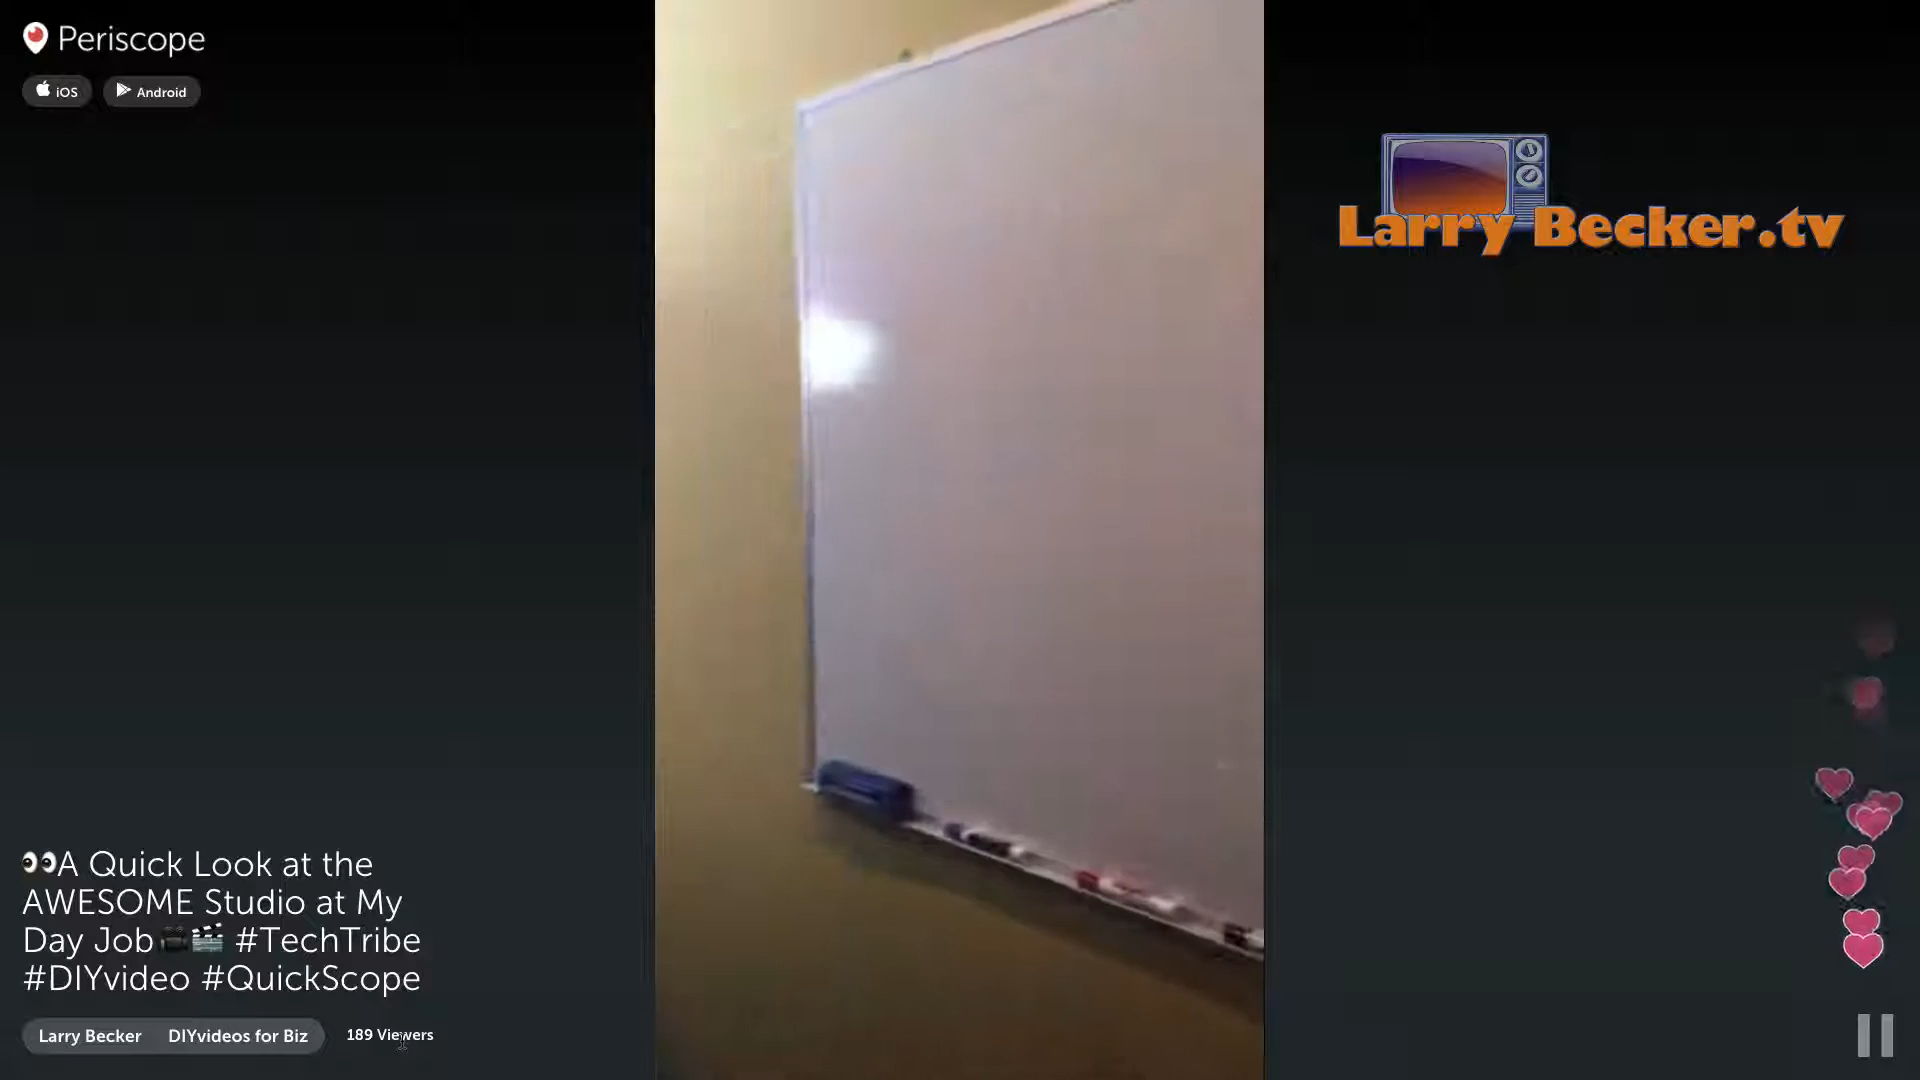 Periscope
iOS
Android
Larry Becker.tv
👀A Quick Look at the
AWESOME Studio at My
Day Job🎥🎬 #TechTribe
#DIYvideo #QuickScope
Larry Becker DIYvideos for Biz 189 Viewers